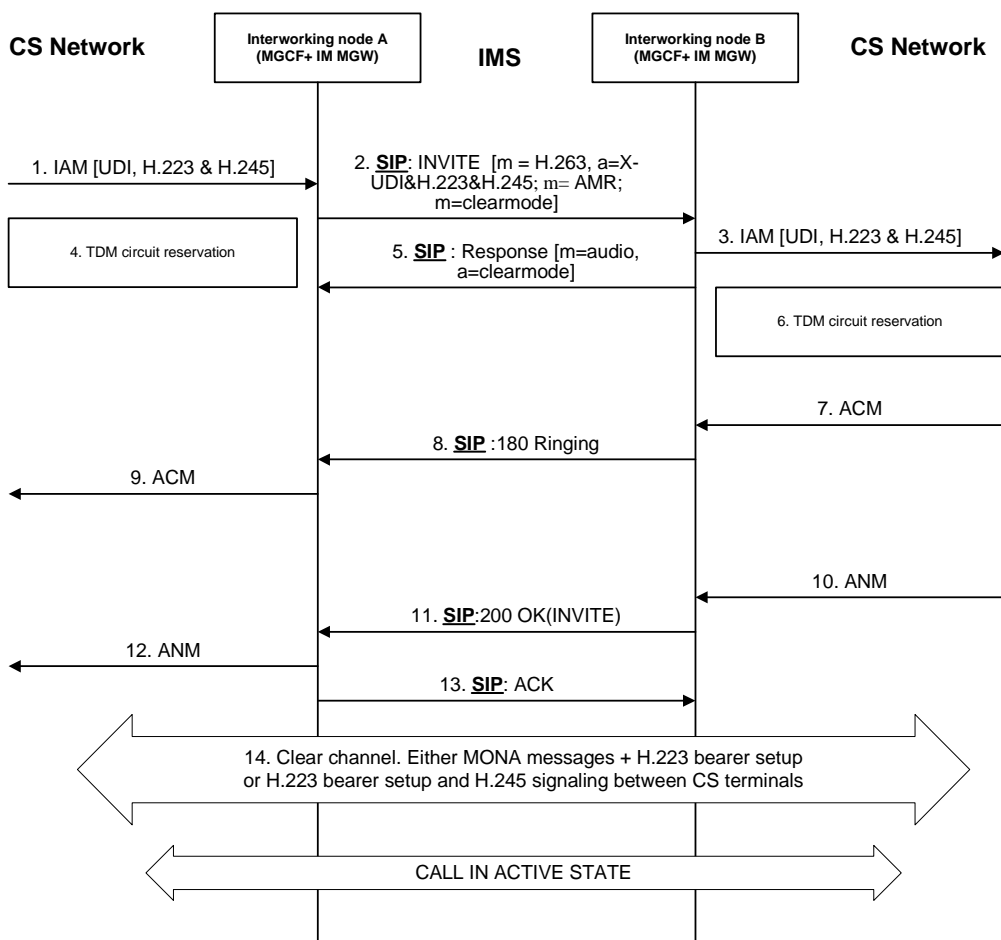 CS Network
Interworking node A
(MGCF+ IM MGW)
IMS
Interworking node B
(MGCF+ IM MGW)
CS Network
1. IAM [UDI, H.223 & H.245]
2. SIP: INVITE [m = H.263, a=X-
UDI&H.223&H.245; m= AMR;
m=clearmode]
3. IAM [UDI, H.223 & H.245]
4. TDM circuit reservation
5. SIP : Response [m=audio,
a=clearmode]
6. TDM circuit reservation
7. ACM
8. SIP :180 Ringing
9. ACM
10. ANM
11. SIP:200 OK(INVITE)
12. ANM
13. SIP: ACK
14. Clear channel. Either MONA messages + H.223 bearer setup
or H.223 bearer setup and H.245 signaling between CS terminals
CALL IN ACTIVE STATE